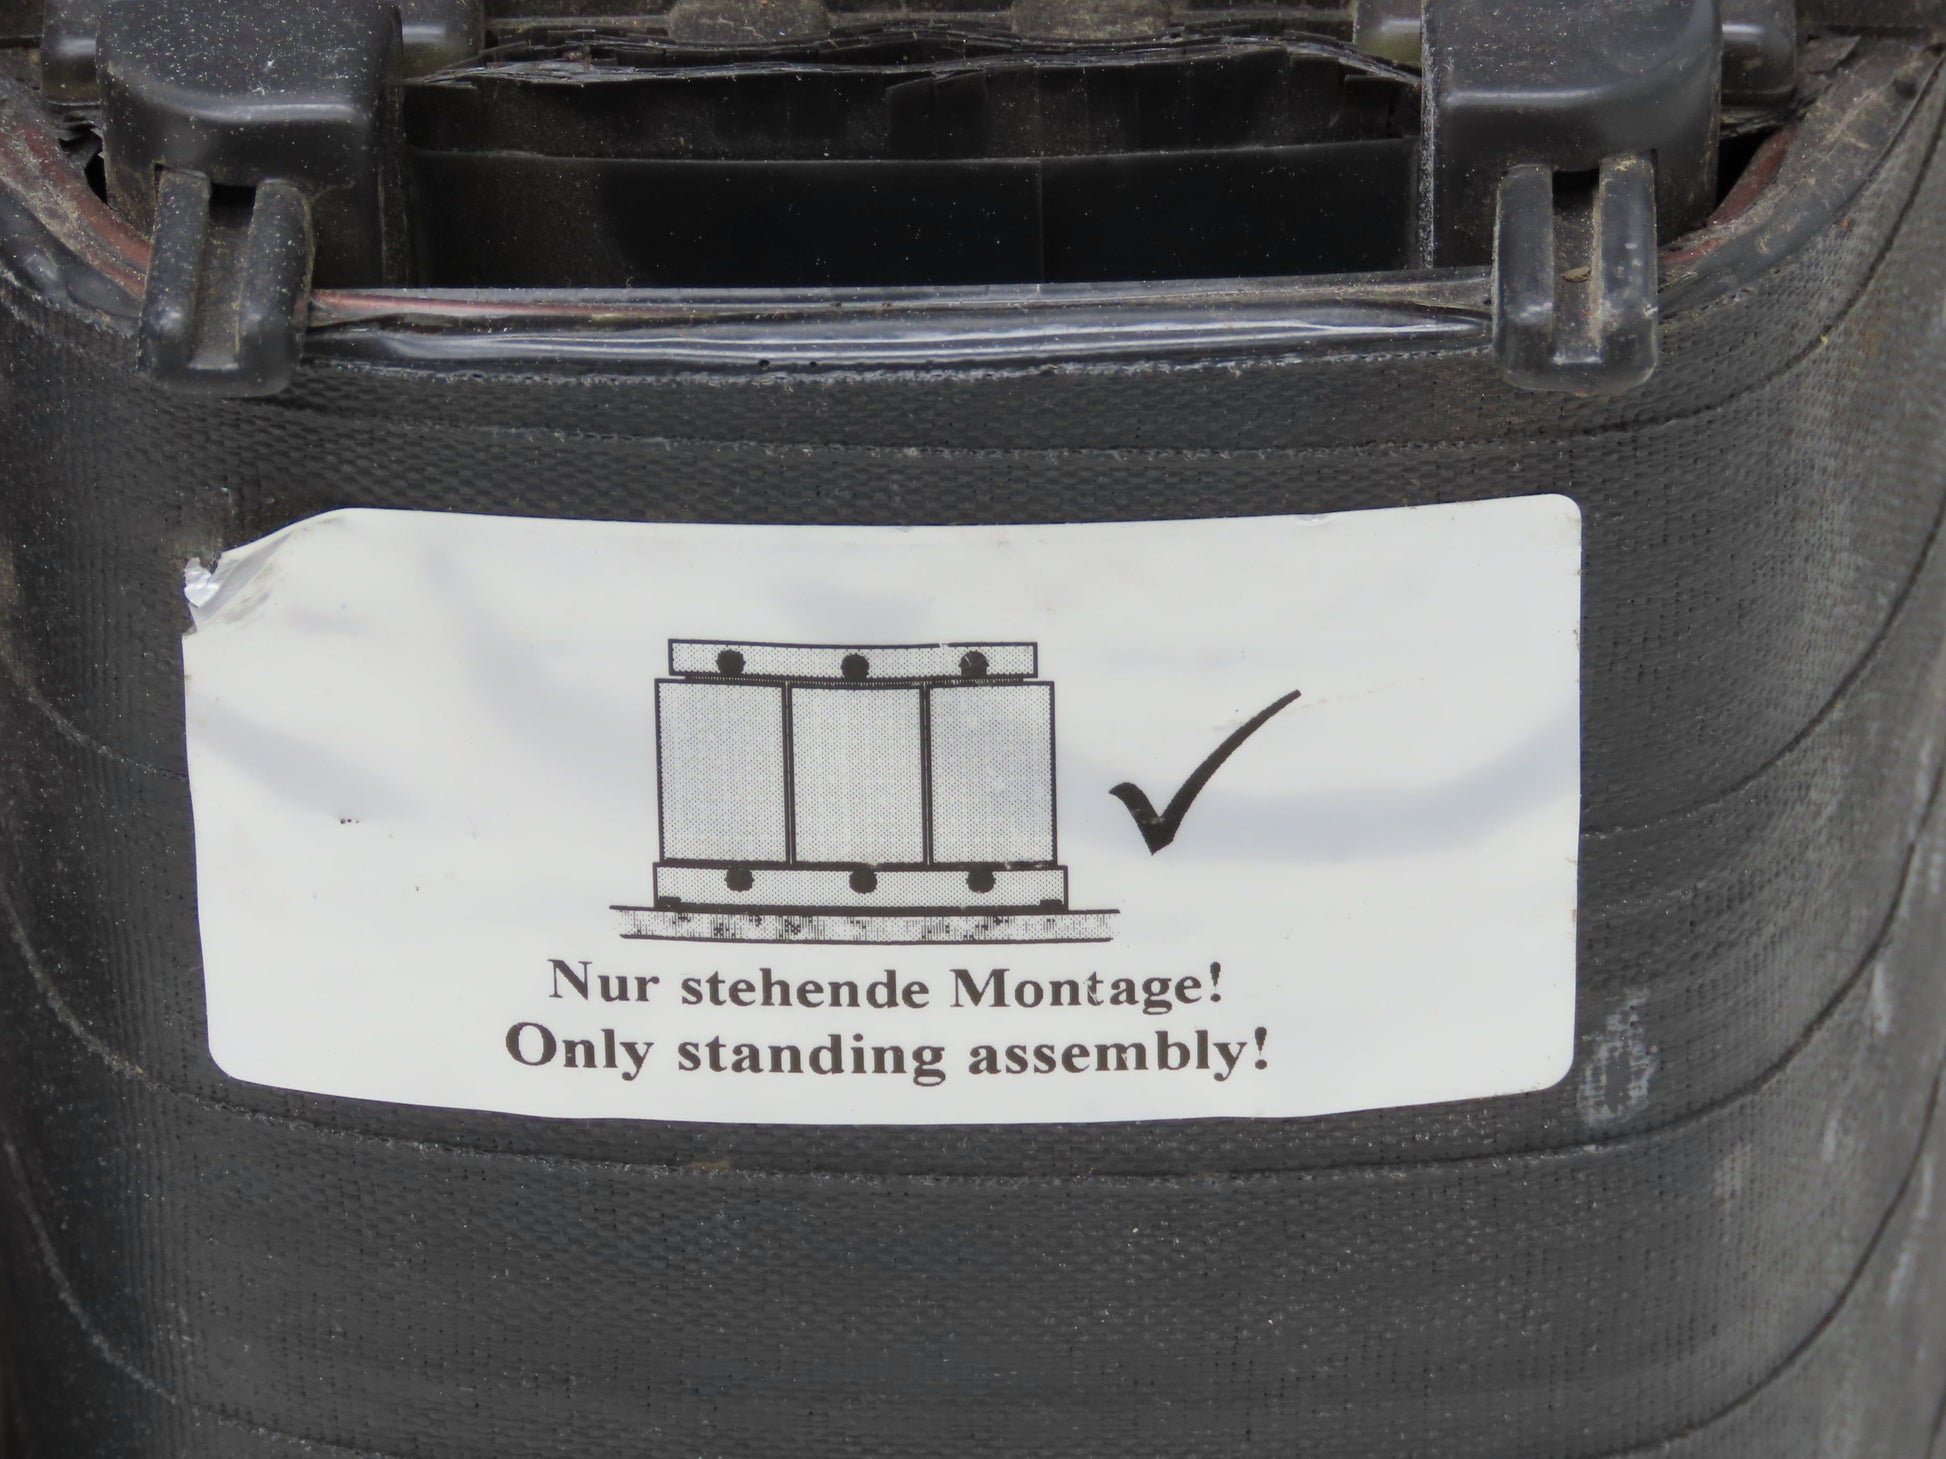 Nur stehende Montage!
Only standing assembly!